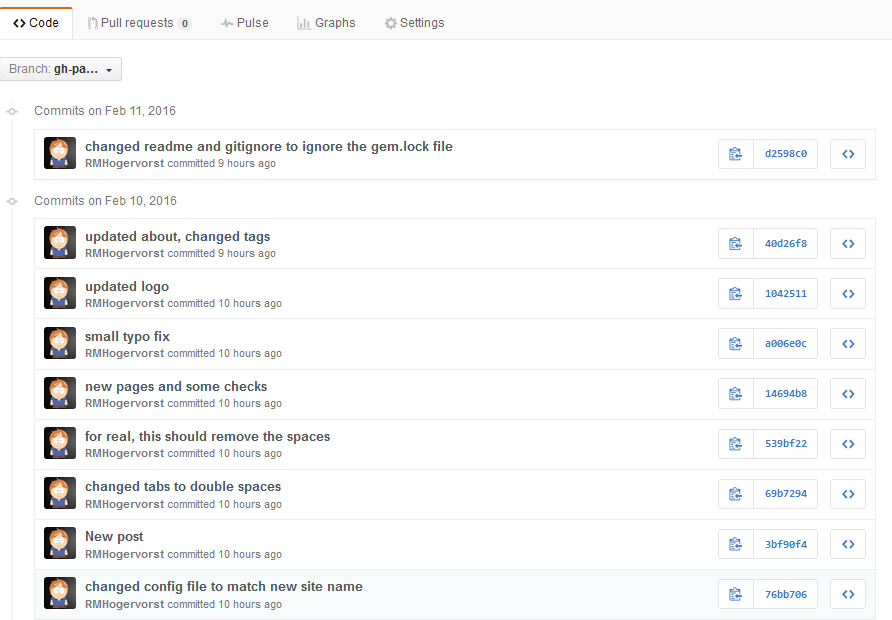 Code Pull requests 0 Pulse Graphs Settings
Branch: gh-pa...
Commits on Feb 11, 2016
changed readme and gitignore to ignore the gem.lock file
RMHogervorst committed 9 hours ago
d2598c0
Commits on Feb 10, 2016
updated about, changed tags
RMHogervorst committed 9 hours ago
40d26f8
updated logo
RMHogervorst committed 10 hours ago
1042511
small typo fix
RMHogervorst committed 10 hours ago
a006e0c
new pages and some checks
RMHogervorst committed 10 hours ago
14694b8
for real, this should remove the spaces
RMHogervorst committed 10 hours ago
539bf22
changed tabs to double spaces
RMHogervorst committed 10 hours ago
69b7294
New post
RMHogervorst committed 10 hours ago
3bf90f4
changed config file to match new site name
RMHogervorst committed 10 hours ago
76bb706